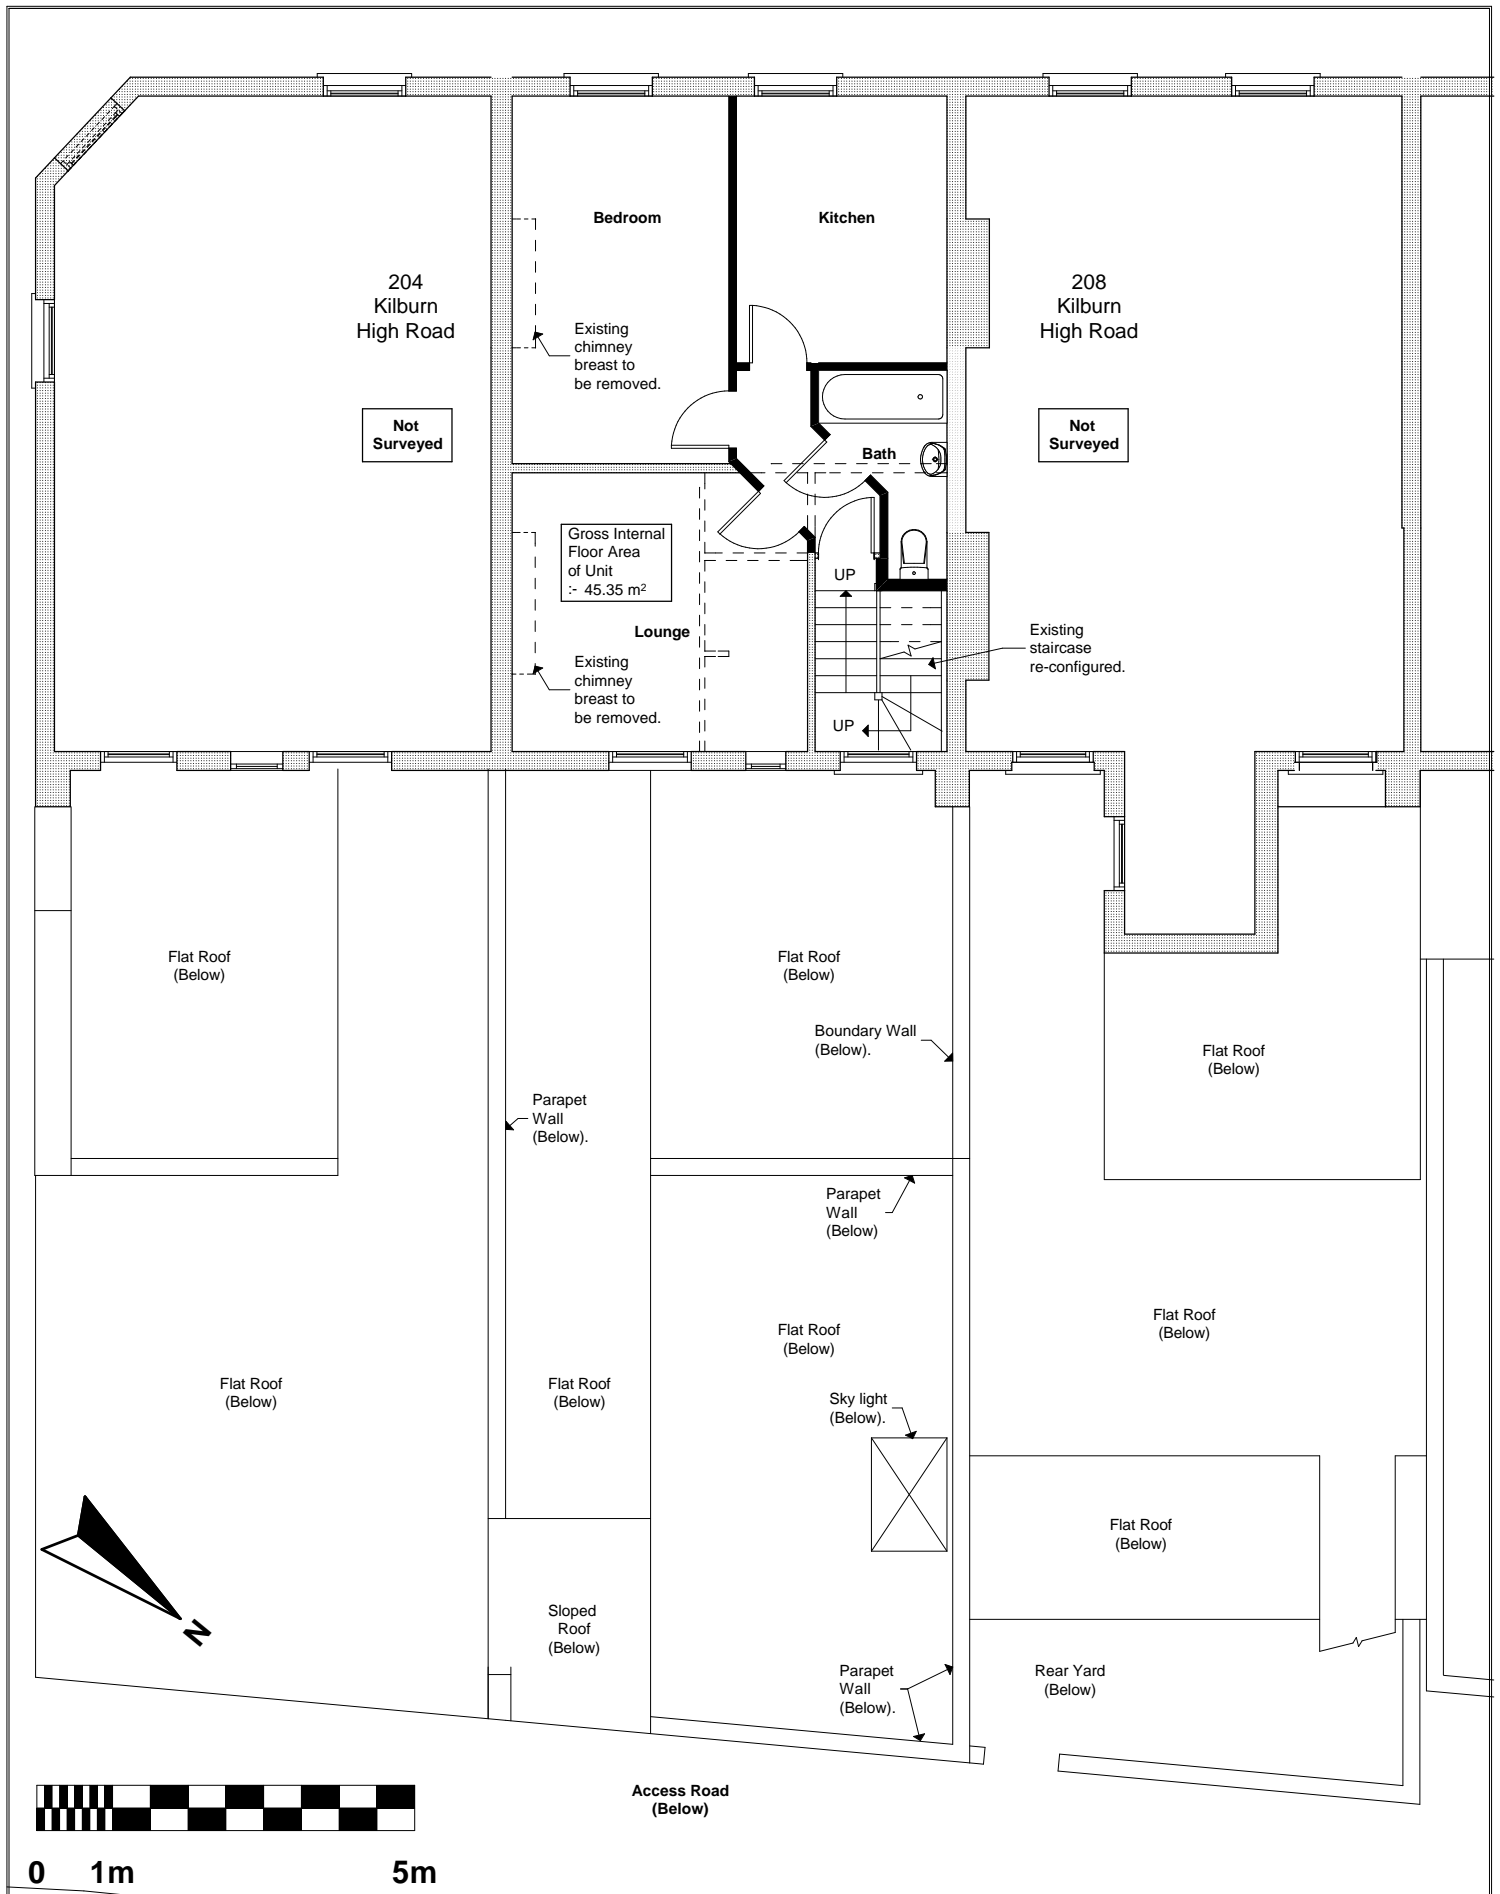 Bedroom
Kitchen
204
Kilburn
High Road
208
Kilburn
High Road
Existing
chimney
breast to
be removed.
Not
Surveyed
Not
Surveyed
Bath
Gross Internal
Floor Area
of Unit
:- 45.35 m²
UP
Lounge
Existing
staircase
re-configured.
Existing
chimney
breast to
be removed.
UP
Flat Roof
(Below)
Flat Roof
(Below)
Boundary Wall
(Below).
Flat Roof
(Below)
Parapet
Wall
(Below).
Parapet
Wall
(Below)
Flat Roof
(Below)
Flat Roof
(Below)
Flat Roof
(Below)
Flat Roof
(Below)
Sky light
(Below).
Flat Roof
(Below)
N
Sloped
Roof
(Below)
Parapet
Wall
(Below).
Rear Yard
(Below)
Access Road
(Below)
0 1m 5m